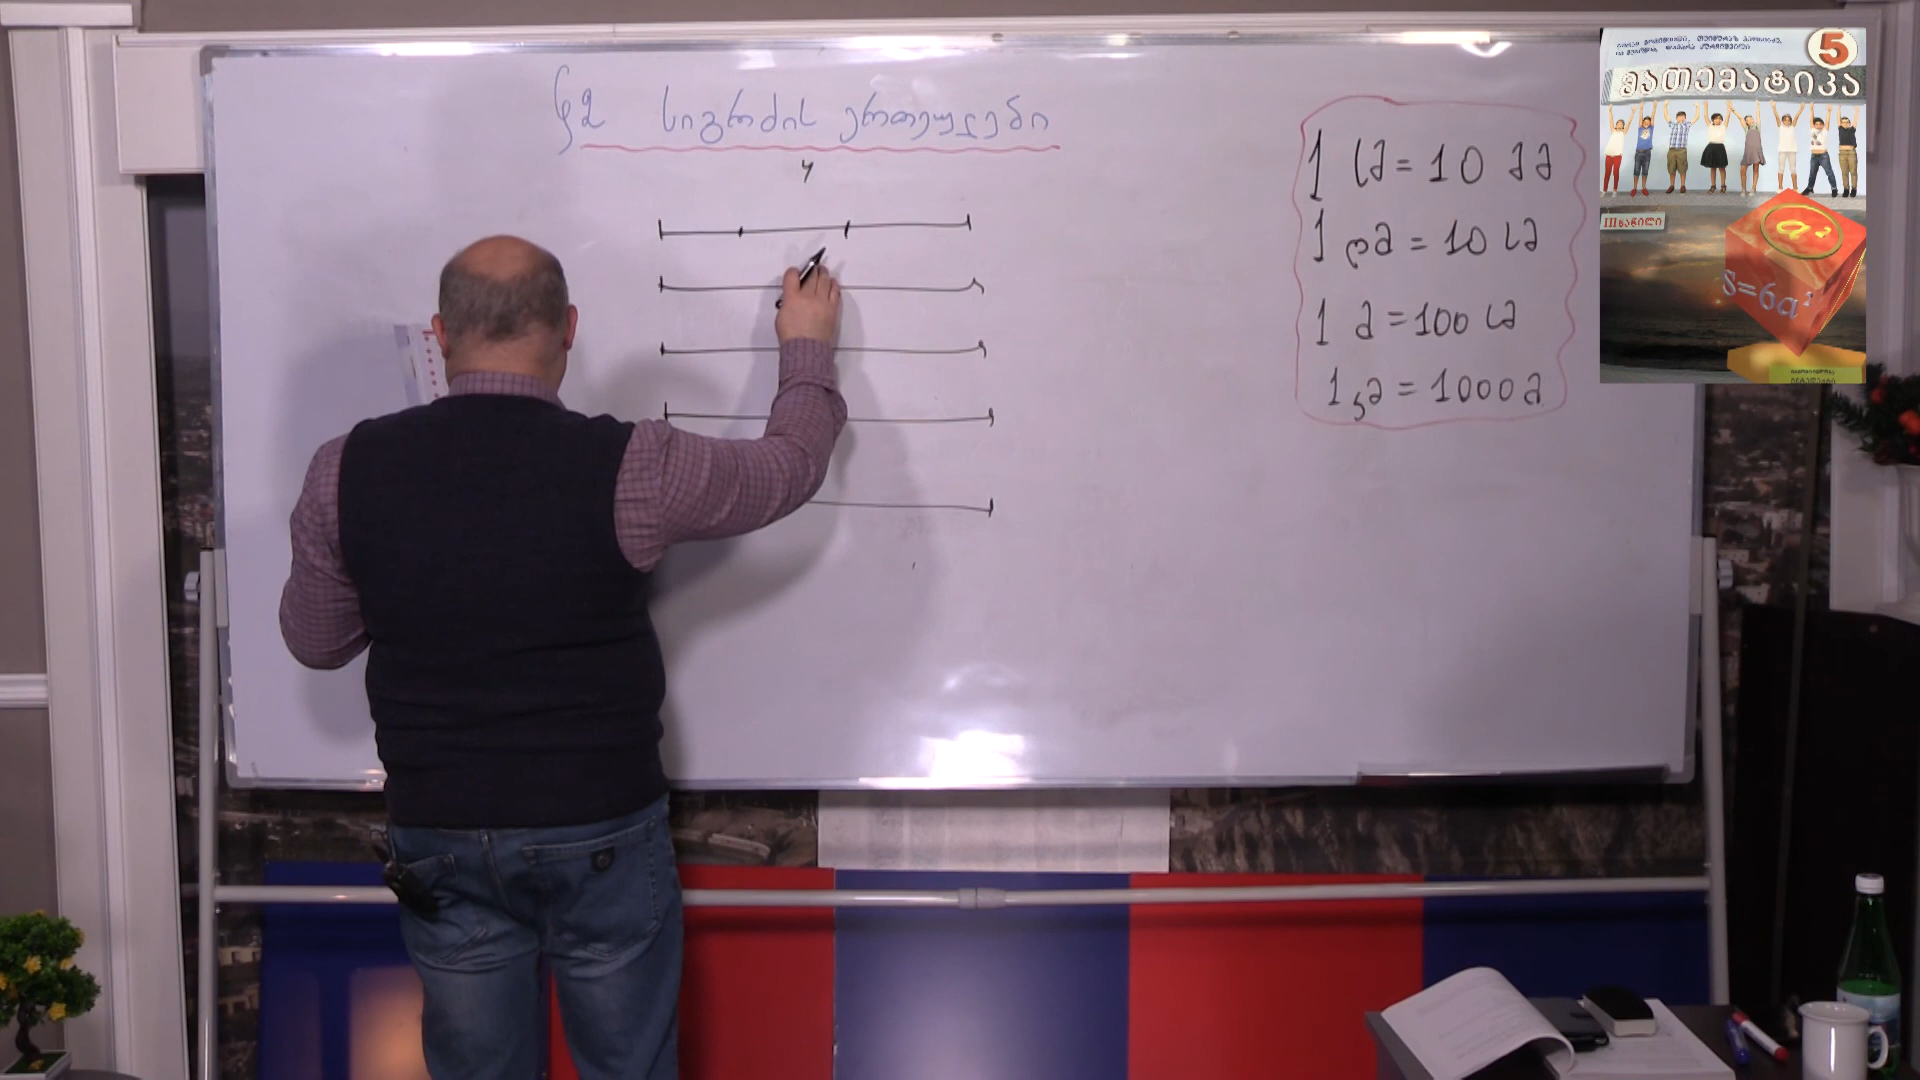 §2 სიგრძის ერთეულები
4
1 სმ = 10 მმ
1 დმ = 10 სმ
1 მ = 100 სმ
1 კმ = 1000 მ
5
მათემატიკა
III ნაწილი
a²
S=6a²